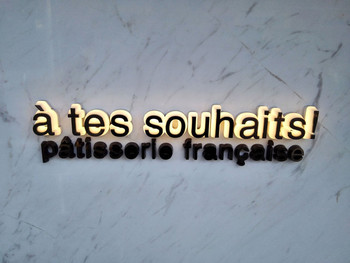 à tes souhaits!
pâtisserie française